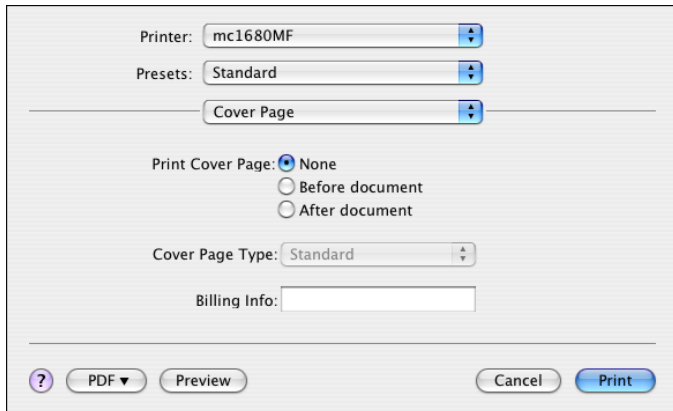 Printer: mc1680MF
Presets: Standard
Cover Page
Print Cover Page: None
Before document
After document
Cover Page Type: Standard
Billing Info:
? PDF ▼ Preview Cancel Print